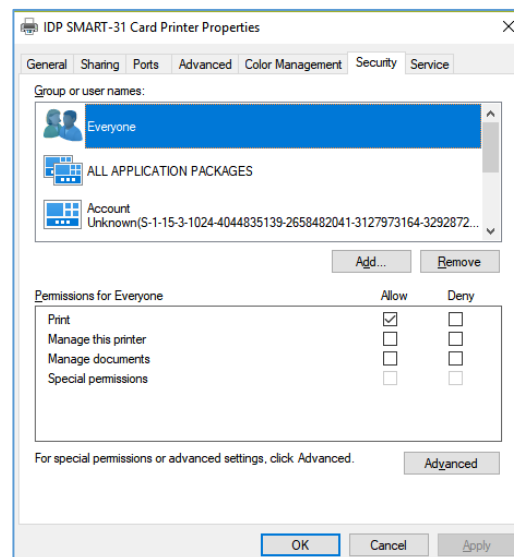 IDP SMART-31 Card Printer Properties
General Sharing Ports Advanced Color Management Security Service
Group or user names:
Everyone
ALL APPLICATION PACKAGES
Account
Unknown(S-1-15-3-1024-4044835139-2658482041-3127973164-3292872...
Add... Remove
Permissions for Everyone Allow Deny
Print
Manage this printer
Manage documents
Special permissions
For special permissions or advanced settings, click Advanced.
Advanced
OK Cancel Apply